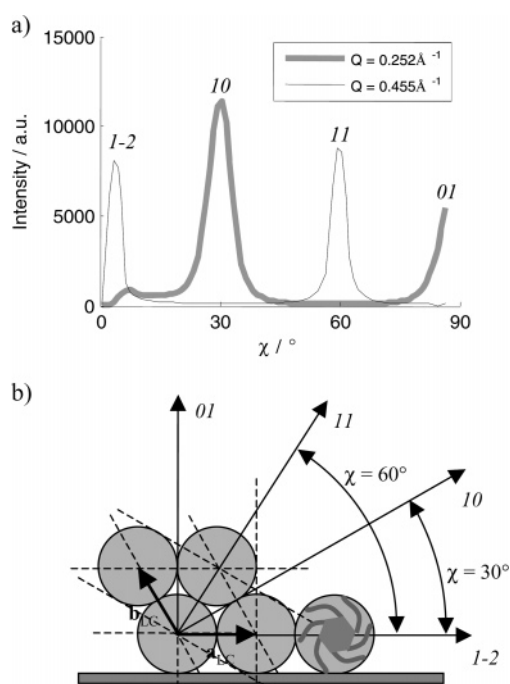 a)
15000
10000
5000
0
Intensity / a.u.
Q = 0.252Å⁻¹
Q = 0.455Å⁻¹
1-2
10
11
01
0
30
60
90
χ / °
b)
01
11
χ = 60°
10
χ = 30°
b_LC
a_LC
1-2